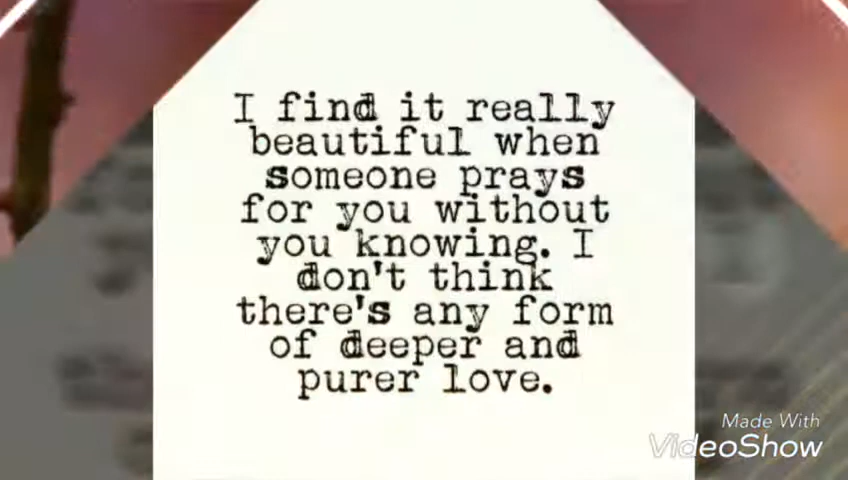 I find it really
beautiful when
someone prays
for you without
you knowing. I
don't think
there's any form
of deeper and
purer love.
Made With
VideoShow